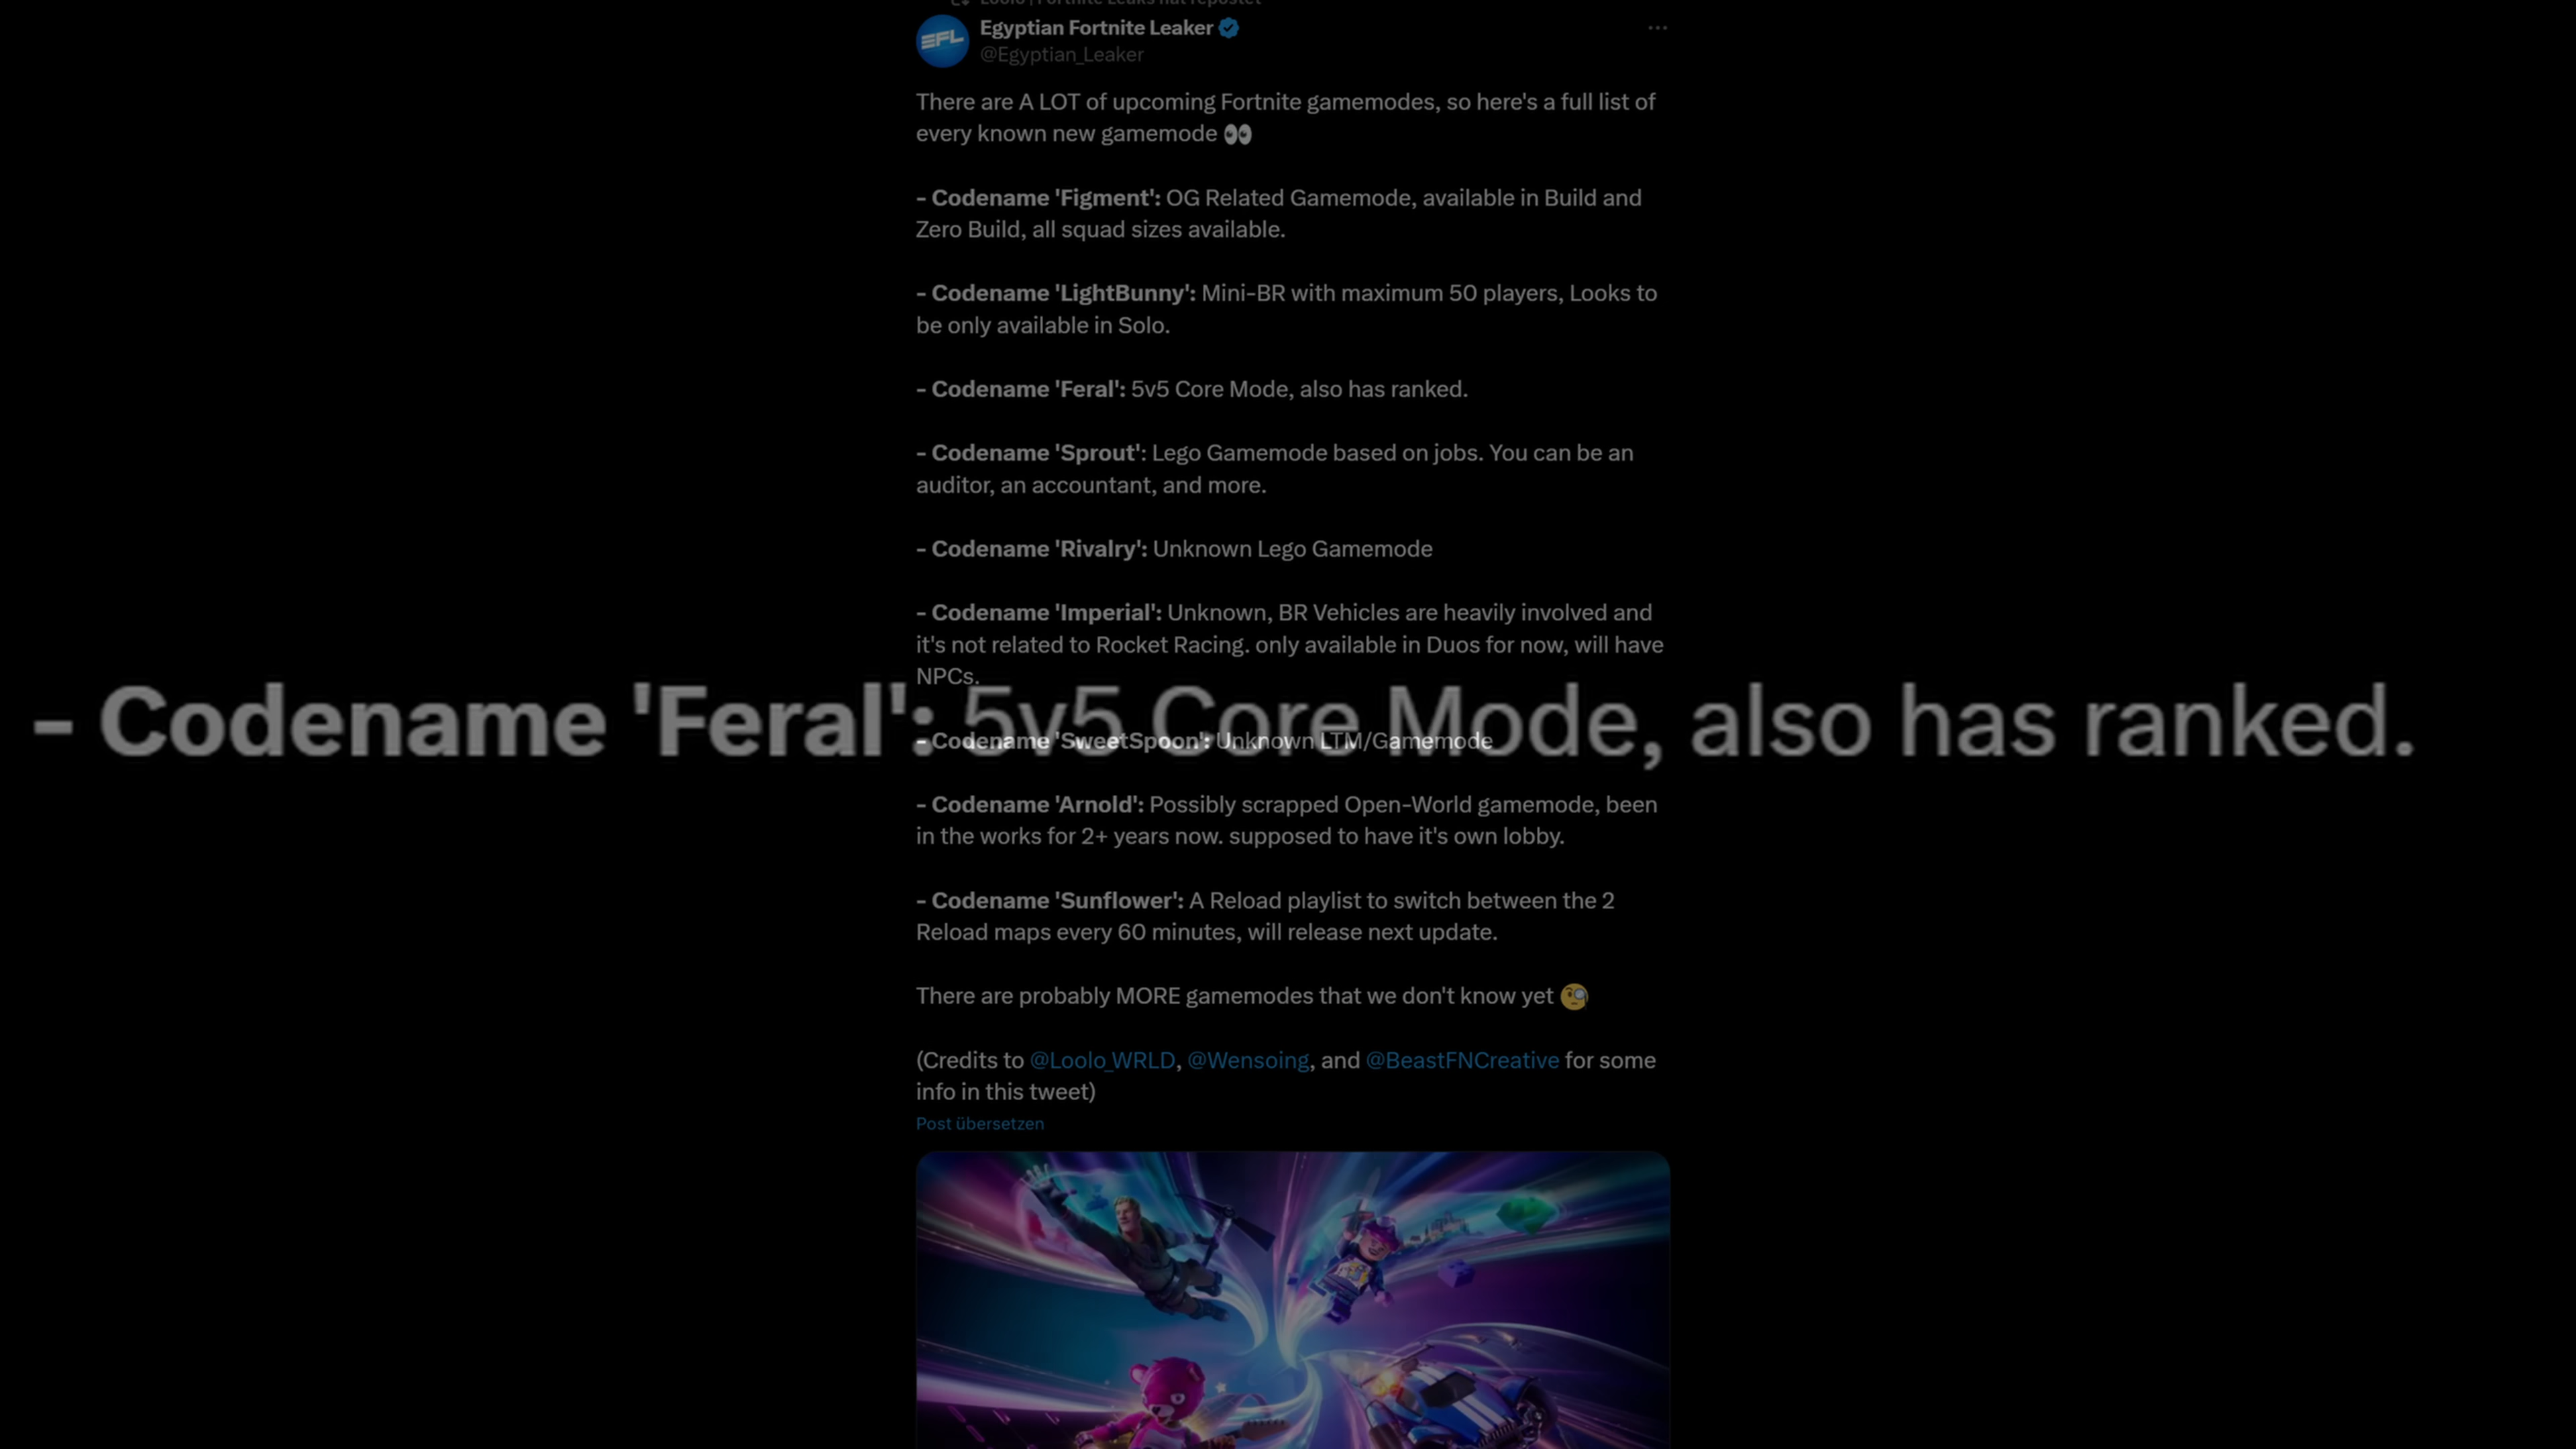 Loolo | Fortnite Leaks hat repostet
Egyptian Fortnite Leaker
@Egyptian_Leaker
EFL
There are A LOT of upcoming Fortnite gamemodes, so here's a full list of
every known new gamemode 👀
- Codename 'Figment': OG Related Gamemode, available in Build and
Zero Build, all squad sizes available.
- Codename 'LightBunny': Mini-BR with maximum 50 players, Looks to
be only available in Solo.
- Codename 'Feral': 5v5 Core Mode, also has ranked.
- Codename 'Sprout': Lego Gamemode based on jobs. You can be an
auditor, an accountant, and more.
- Codename 'Rivalry': Unknown Lego Gamemode
- Codename 'Imperial': Unknown, BR Vehicles are heavily involved and
it's not related to Rocket Racing. only available in Duos for now, will have
NPCs.
- Codename 'Feral': 5v5 Core Mode, also has ranked.
- Codename 'SweetSpoon': Unknown LTM/Gamemode
- Codename 'Arnold': Possibly scrapped Open-World gamemode, been
in the works for 2+ years now. supposed to have it's own lobby.
- Codename 'Sunflower': A Reload playlist to switch between the 2
Reload maps every 60 minutes, will release next update.
There are probably MORE gamemodes that we don't know yet 🧐
(Credits to @Loolo_WRLD, @Wensoing, and @BeastFNCreative for some
info in this tweet)
Post übersetzen